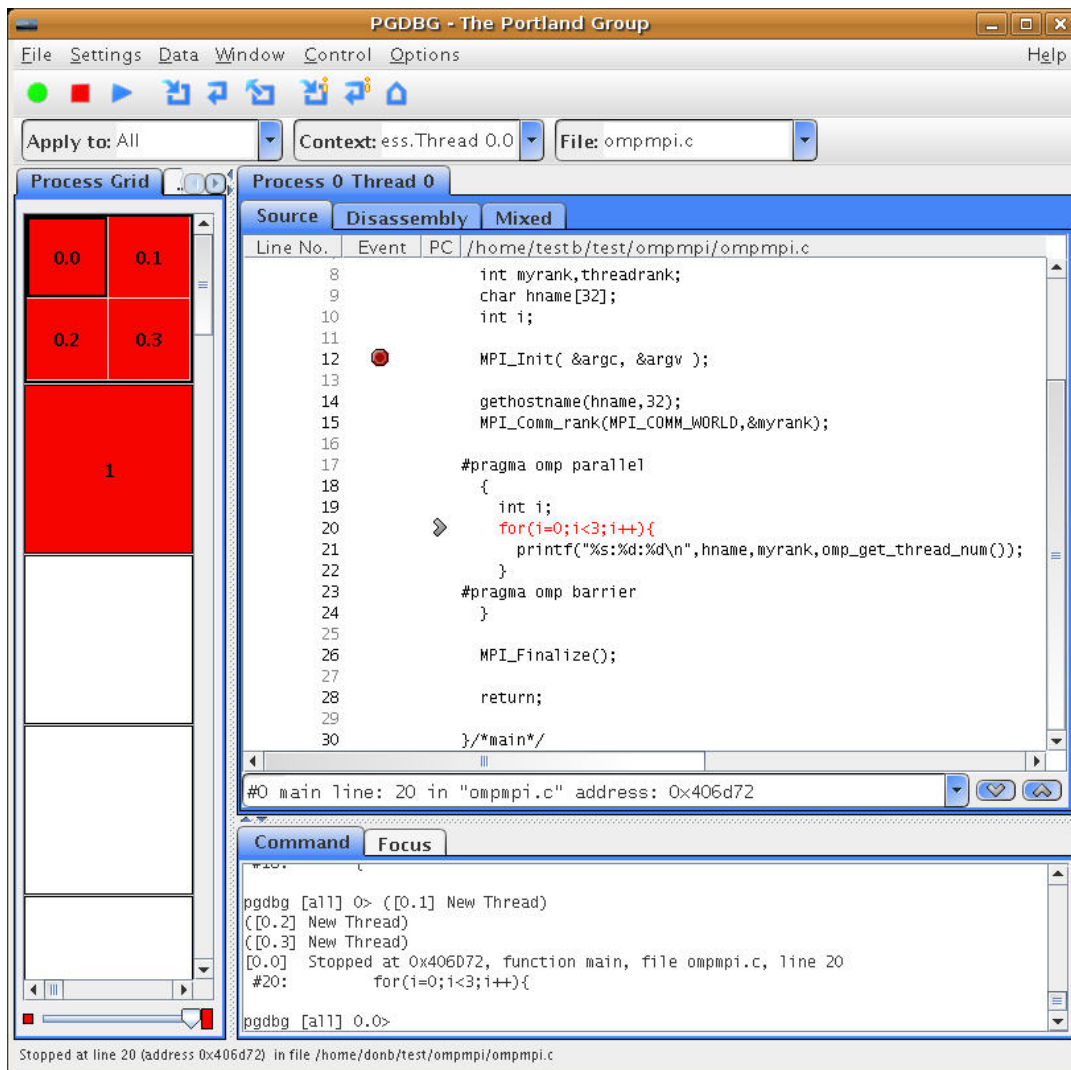 PGDBG - The Portland Group
File Settings Data Window Control Options Help
Apply to: All Context: ess.Thread 0.0 File: ompmpi.c
Process Grid
Process 0 Thread 0
Source Disassembly Mixed
Line No. Event PC /home/testb/test/ompmpi/ompmpi.c
0.0 0.1
0.2 0.3
1
8 int myrank,threadrank;
9 char hname[32];
10 int i;
11
12 MPI_Init( &argc, &argv );
13
14 gethostname(hname,32);
15 MPI_Comm_rank(MPI_COMM_WORLD,&myrank);
16
17 #pragma omp parallel
18 {
19 int i;
20 for(i=0;i<3;i++){
21 printf("%s:%d:%d\n",hname,myrank,omp_get_thread_num());
22 }
23 #pragma omp barrier
24 }
25
26 MPI_Finalize();
27
28 return;
29
30 }/*main*/
#0 main line: 20 in "ompmpi.c" address: 0x406d72
Command Focus
pgdbg [all] 0> ([0.1] New Thread)
([0.2] New Thread)
([0.3] New Thread)
[0.0] Stopped at 0x406D72, function main, file ompmpi.c, line 20
#20: for(i=0;i<3;i++){
pgdbg [all] 0.0>
Stopped at line 20 (address 0x406d72) in file /home/donb/test/ompmpi/ompmpi.c